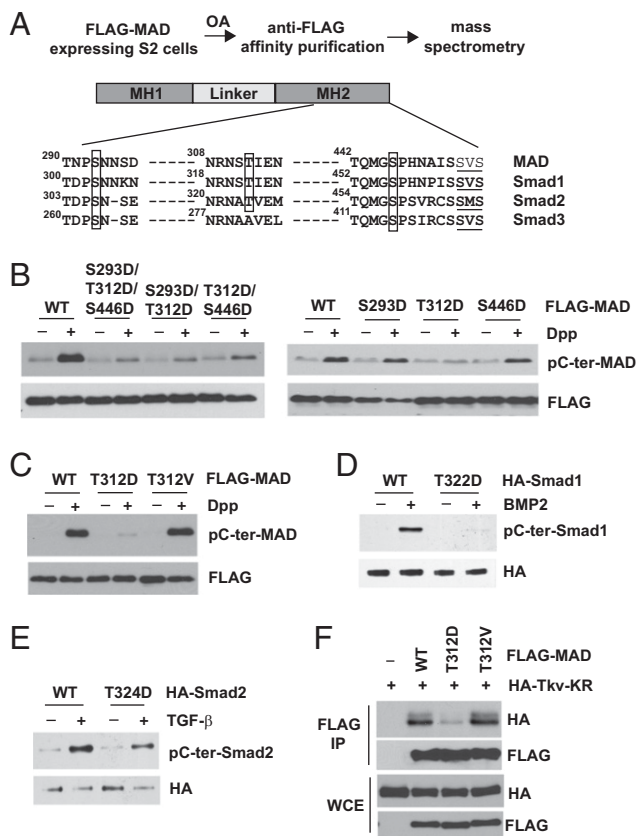 A
FLAG-MAD expressing S2 cells
OA
anti-FLAG affinity purification
mass spectrometry
MH1 Linker MH2
290 TNPSNNSD ----- 308 NRNSTIEN ----- 442 TQMGSPHNAISSVS MAD
300 TDPSNNKN ----- 318 NRNSTIEN ----- 452 TQMGSPHNPISSVS Smad1
303 TDPSN-SE ----- 320 NRNATVEM ----- 454 TQMGSPSVRCSSMS Smad2
260 TDPSN-SE ----- 277 NRNAAVEL ----- 411 TQMGSPSIRCSSVS Smad3
B
WT S293D/T312D/S446D S293D/T312D T312D/S446D
– + – + – + – +
WT S293D T312D S446D FLAG-MAD
– + – + – + – + Dpp
pC-ter-MAD
FLAG
C
WT T312D T312V FLAG-MAD
– + – + – + Dpp
pC-ter-MAD
FLAG
D
WT T322D HA-Smad1
– + – + BMP2
pC-ter-Smad1
HA
E
WT T324D HA-Smad2
– + – + TGF-β
pC-ter-Smad2
HA
F
– WT T312D T312V FLAG-MAD
+ + + + HA-Tkv-KR
FLAG IP
HA
FLAG
WCE
HA
FLAG